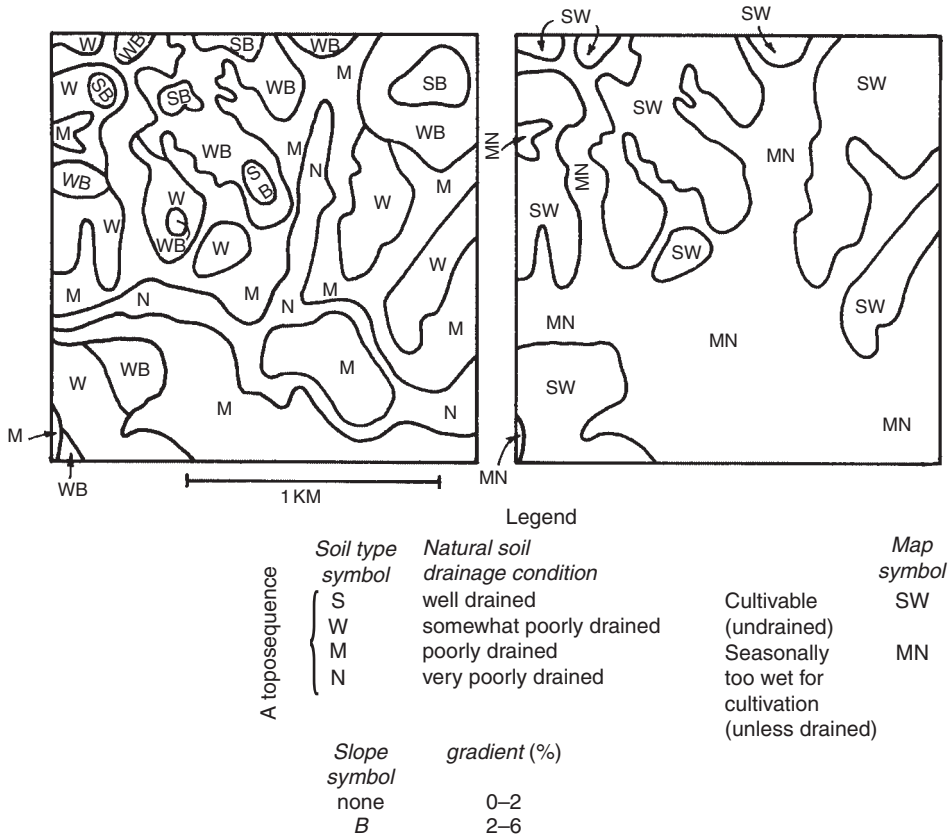 W
WB
SB
WB
M
W
SB
SB
WB
SB
M
WB
M
N
WB
WB
SB
W
W
M
W
WB
W
W
M
N
M
N
M
M
W
WB
M
M
N
M
WB
1 KM
SW
SW
SW
SW
MN
MN
MN
SW
SW
SW
MN
MN
SW
MN
MN
Legend
A toposequence
Soil type symbol
Natural soil drainage condition
S well drained
W somewhat poorly drained
M poorly drained
N very poorly drained
Map symbol
Cultivable SW
(undrained)
Seasonally MN
too wet for
cultivation
(unless drained)
Slope symbol
gradient (%)
none 0–2
B 2–6